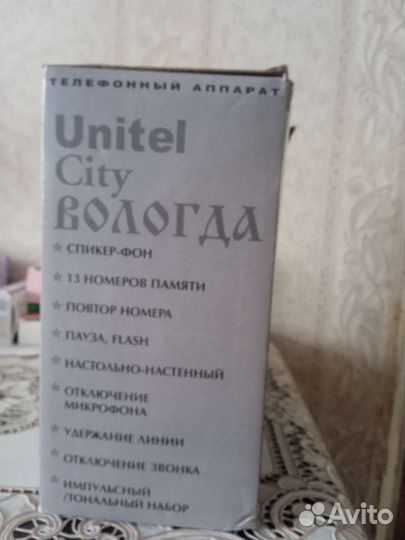 ТЕЛЕФОННЫЙ АППАРАТ
Unitel
City
ВОЛОГДА
* СПИКЕР-ФОН
* 13 НОМЕРОВ ПАМЯТИ
* ПОВТОР НОМЕРА
* ПАУЗА, FLASH
* НАСТОЛЬНО-НАСТЕННЫЙ
* ОТКЛЮЧЕНИЕ
МИКРОФОНА
* УДЕРЖАНИЕ ЛИНИИ
* ОТКЛЮЧЕНИЕ ЗВОНКА
* ИМПУЛЬСНЫЙ
/ТОНАЛЬНЫЙ НАБОР
Avito